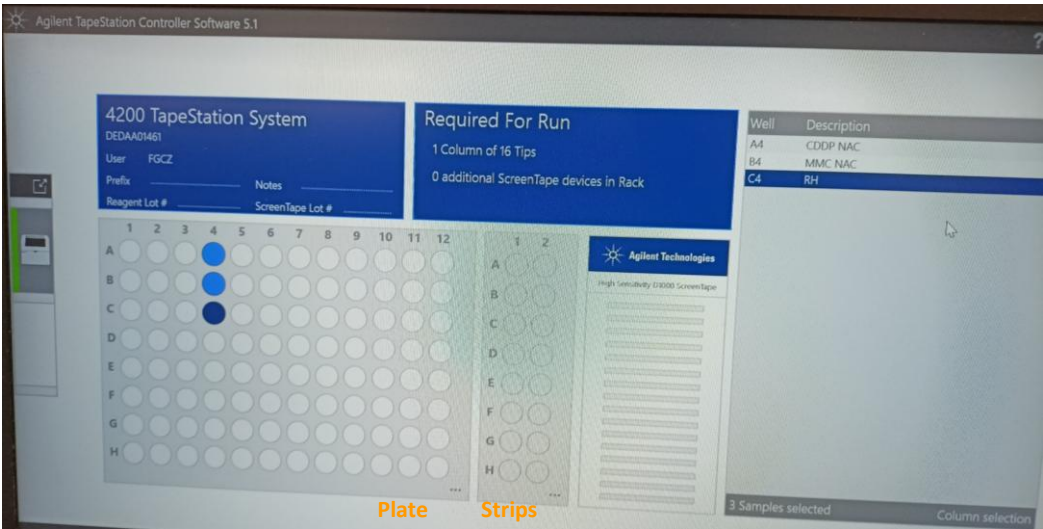 Agilent TapeStation Controller Software 5.1
?
4200 TapeStation System
DEDAA01461
User FGCZ
Prefix
Notes
Reagent Lot #
ScreenTape Lot #
Required For Run
1 Column of 16 Tips
0 additional ScreenTape devices in Rack
Well Description
A4 CDDP NAC
B4 MMC NAC
C4 RH
1 2 3 4 5 6 7 8 9 10 11 12
A
B
C
D
E
F
G
H
...
1 2
A
B
C
D
E
F
G
H
...
Agilent Technologies
High Sensitivity D1000 ScreenTape
3 Samples selected
Column selection
Plate
Strips